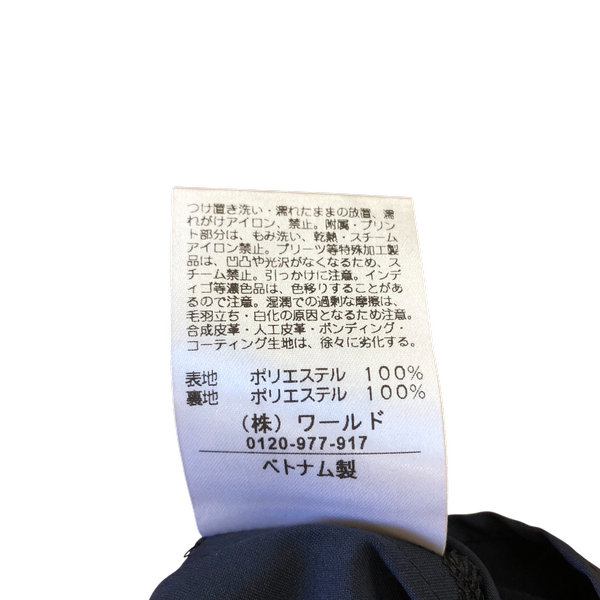 つけ置き洗い・濡れたままの放置、濡
れがけアイロン、禁止。附属・プリン
ト部分は、もみ洗い、乾熱・スチーム
アイロン禁止。プリーツ等特殊加工製
品は、凹凸や光沢がなくなるため、ス
チーム禁止。引っかけに注意。インデ
ィゴ等濃色品は、色移りすることがあ
るので注意。湿潤での過剰な摩擦は、
毛羽立ち・白化の原因となるため注意。
合成皮革・人工皮革・ボンディング・
コーティング生地は、徐々に劣化する。
表地 ポリエステル 100%
裏地 ポリエステル 100%
（株）ワールド
0120-977-917
ベトナム製